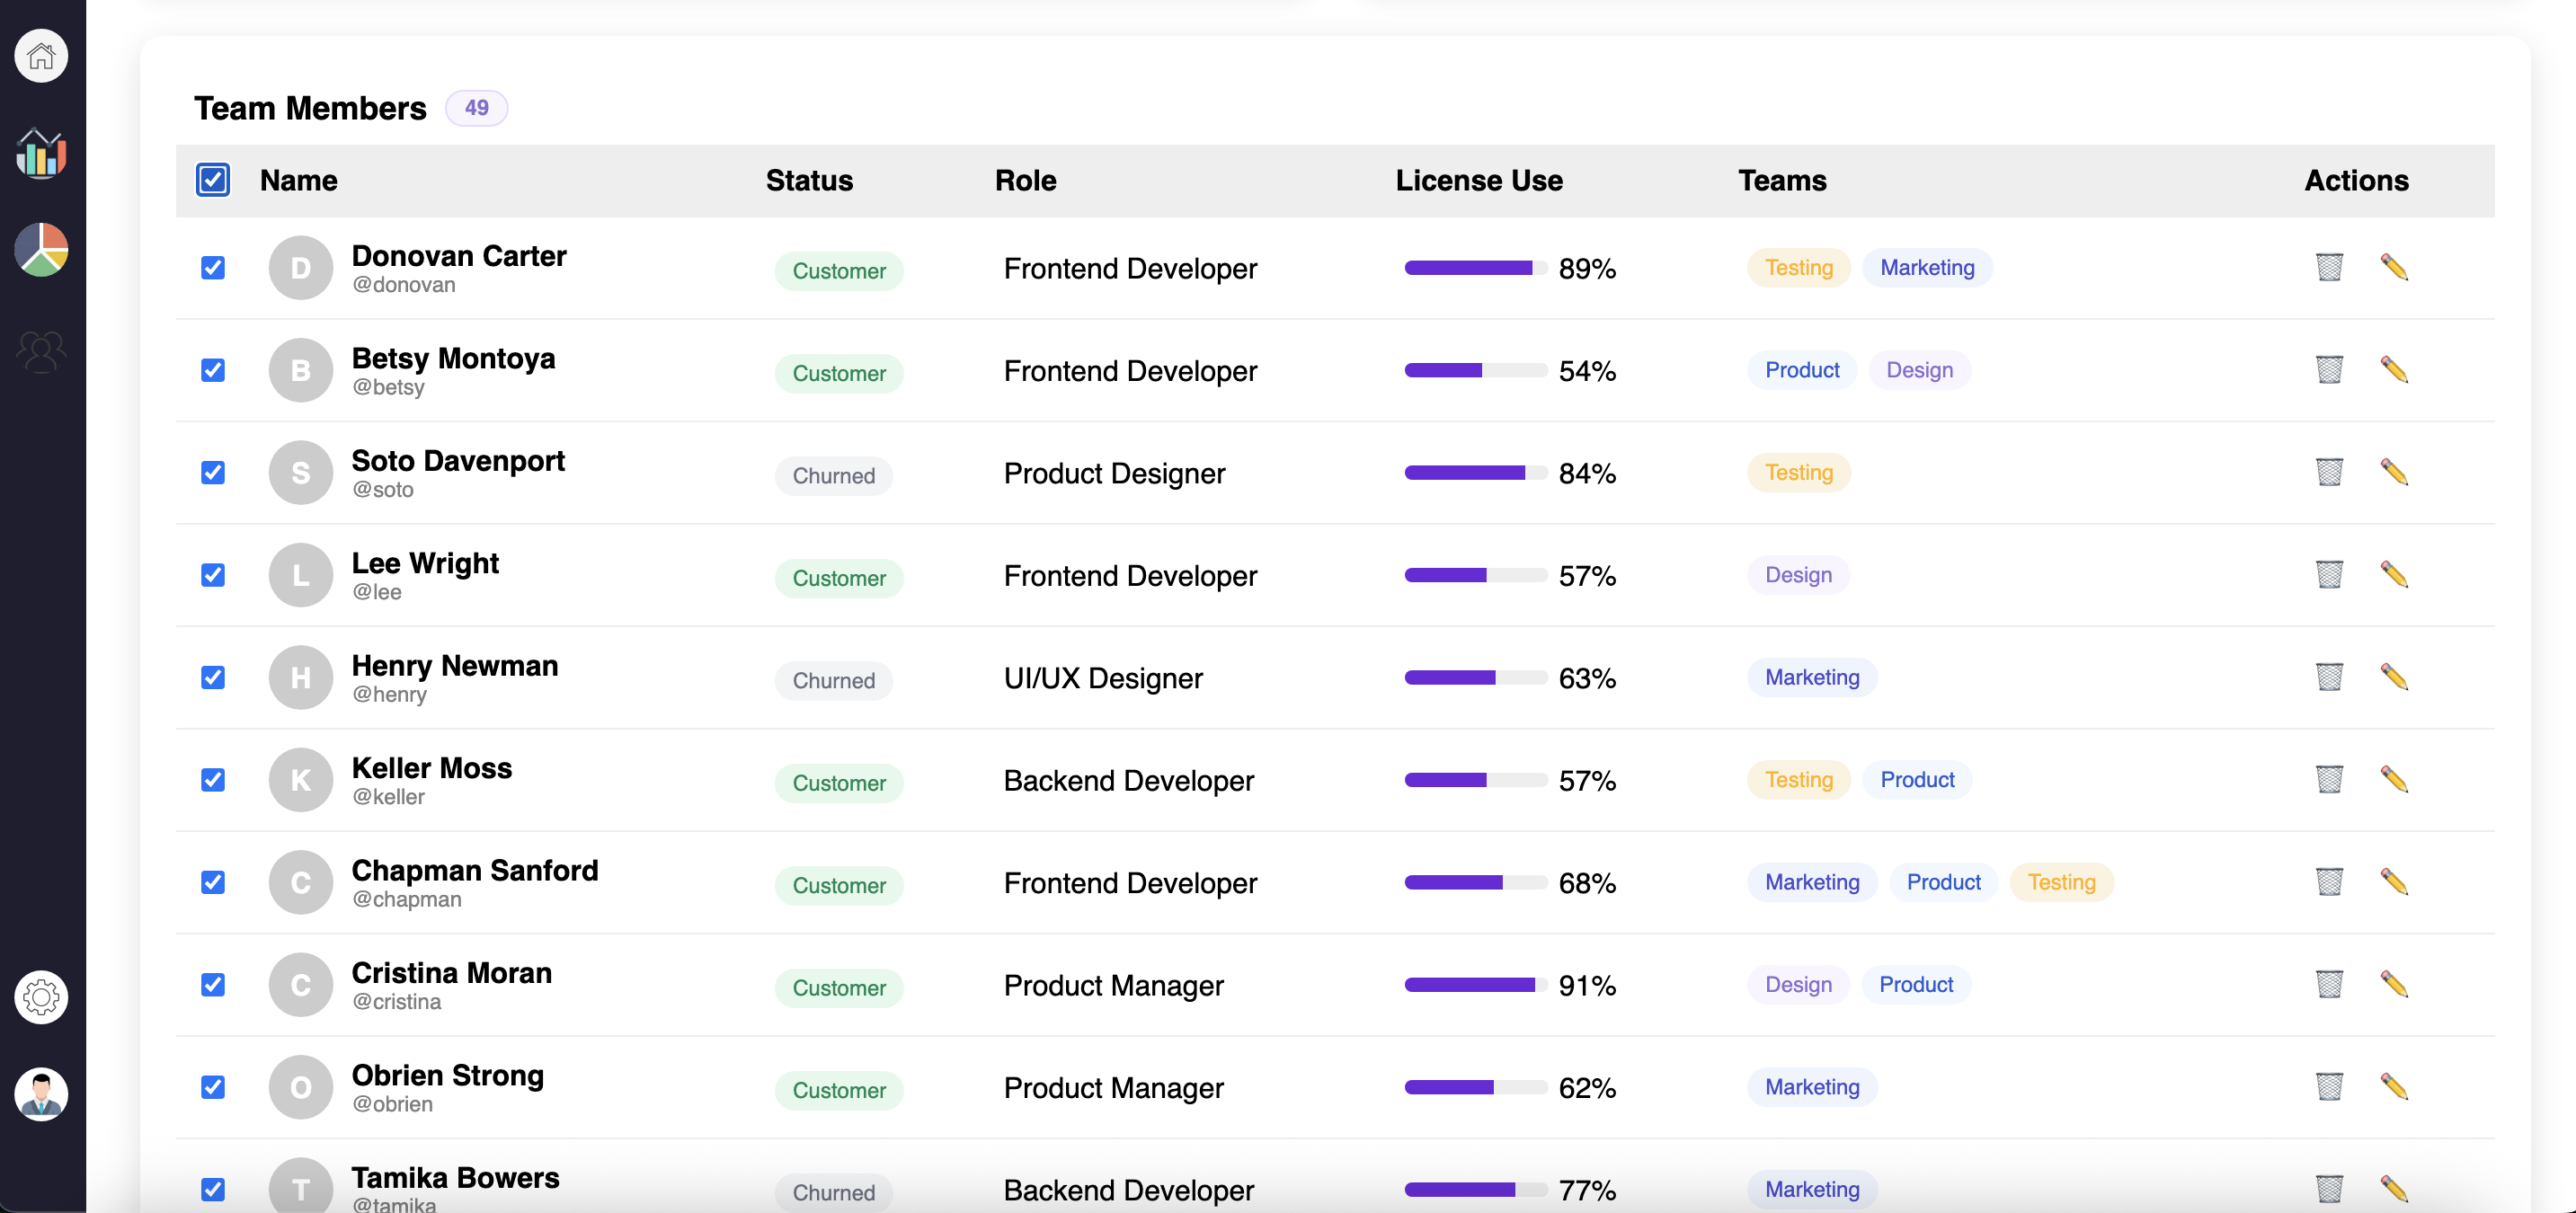 Team Members 49
Name Status Role License Use Teams Actions
D Donovan Carter Customer Frontend Developer 89% Testing Marketing
@donovan
B Betsy Montoya Customer Frontend Developer 54% Product Design
@betsy
S Soto Davenport Churned Product Designer 84% Testing
@soto
L Lee Wright Customer Frontend Developer 57% Design
@lee
H Henry Newman Churned UI/UX Designer 63% Marketing
@henry
K Keller Moss Customer Backend Developer 57% Testing Product
@keller
C Chapman Sanford Customer Frontend Developer 68% Marketing Product Testing
@chapman
C Cristina Moran Customer Product Manager 91% Design Product
@cristina
O Obrien Strong Customer Product Manager 62% Marketing
@obrien
T Tamika Bowers Churned Backend Developer 77% Marketing
@tamika